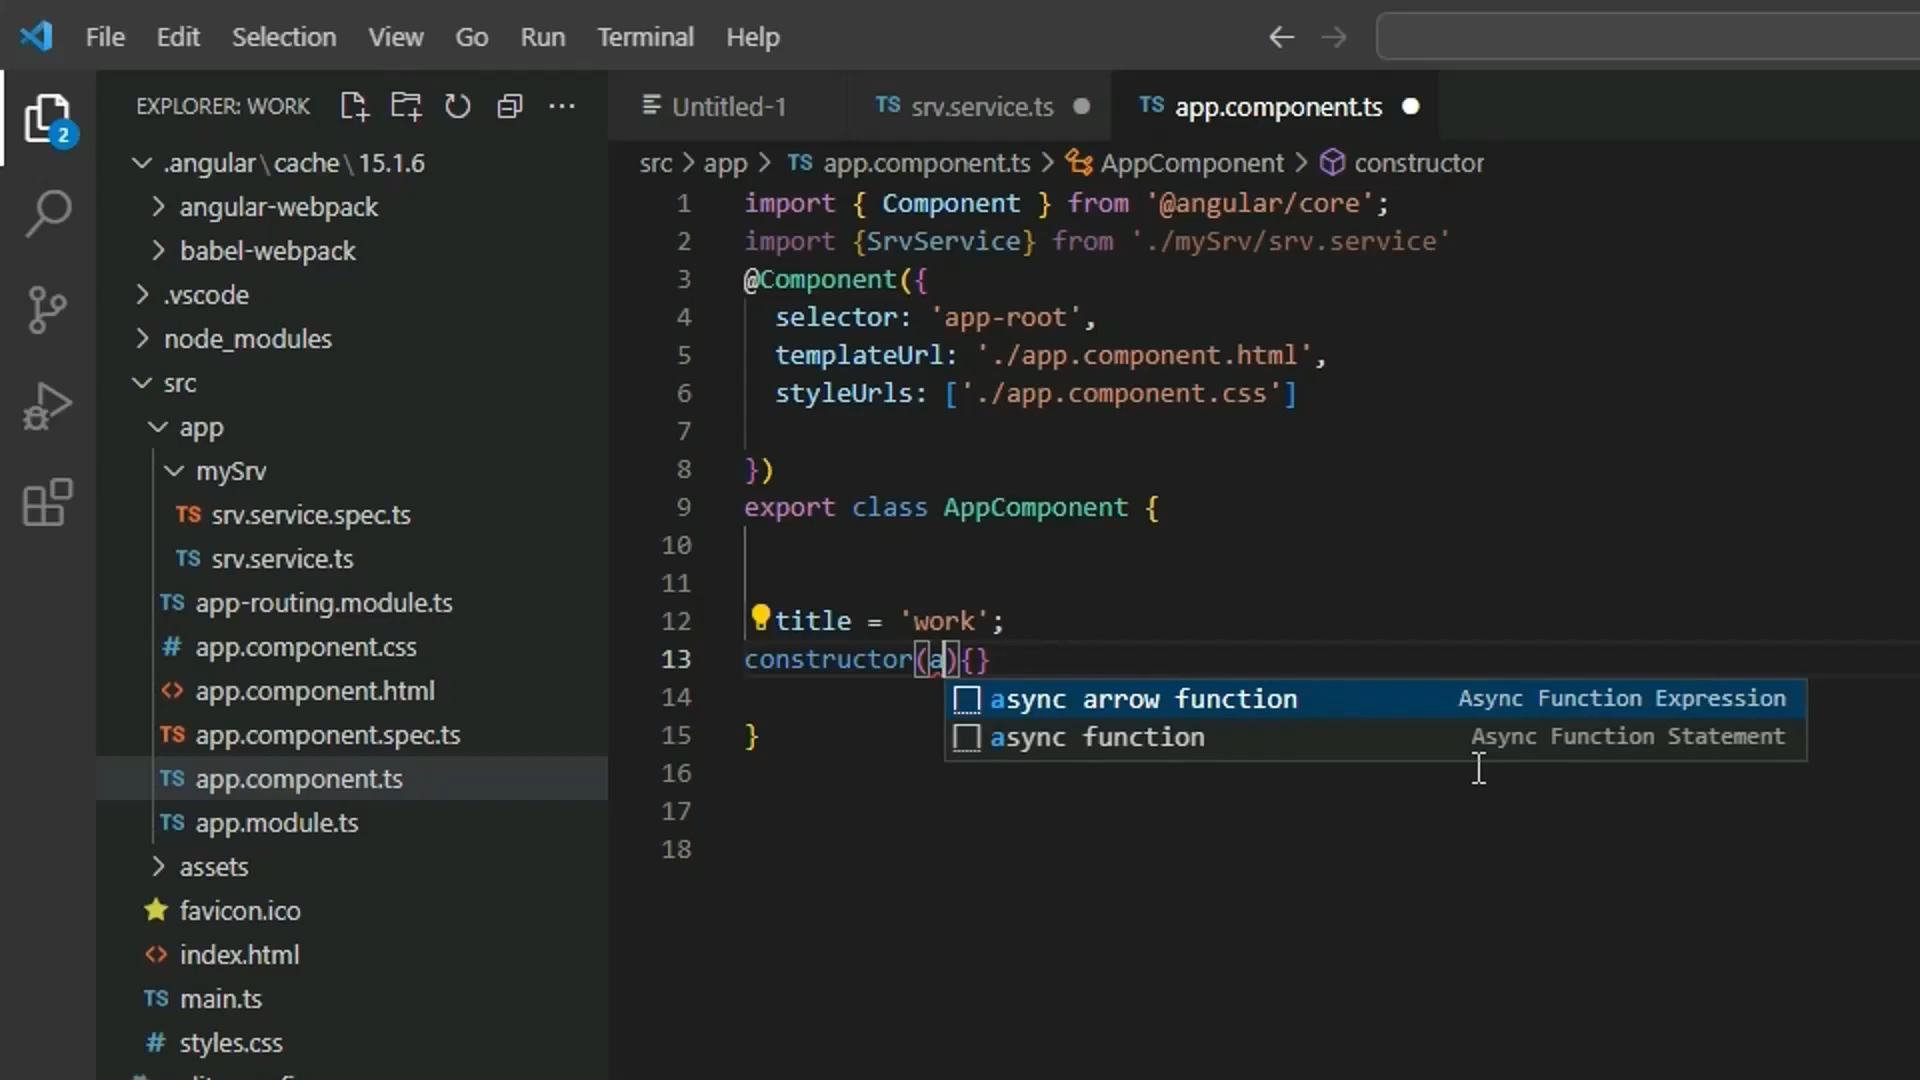 File Edit Selection View Go Run Terminal Help
EXPLORER: WORK
2
.angular\cache\15.1.6
angular-webpack
babel-webpack
.vscode
node_modules
src
app
mySrv
TS srv.service.spec.ts
TS srv.service.ts
TS app-routing.module.ts
# app.component.css
<> app.component.html
TS app.component.spec.ts
TS app.component.ts
TS app.module.ts
assets
favicon.ico
<> index.html
TS main.ts
# styles.css
Untitled-1
TS srv.service.ts
TS app.component.ts
src > app > TS app.component.ts > AppComponent > constructor
1 import { Component } from '@angular/core';
2 import {SrvService} from './mySrv/srv.service'
3 @Component({
4 selector: 'app-root',
5 templateUrl: './app.component.html',
6 styleUrls: ['./app.component.css']
7
8 })
9 export class AppComponent {
10
11
12 title = 'work';
13 constructor(a){}
14
15 }
16
17
18
async arrow function Async Function Expression
async function Async Function Statement